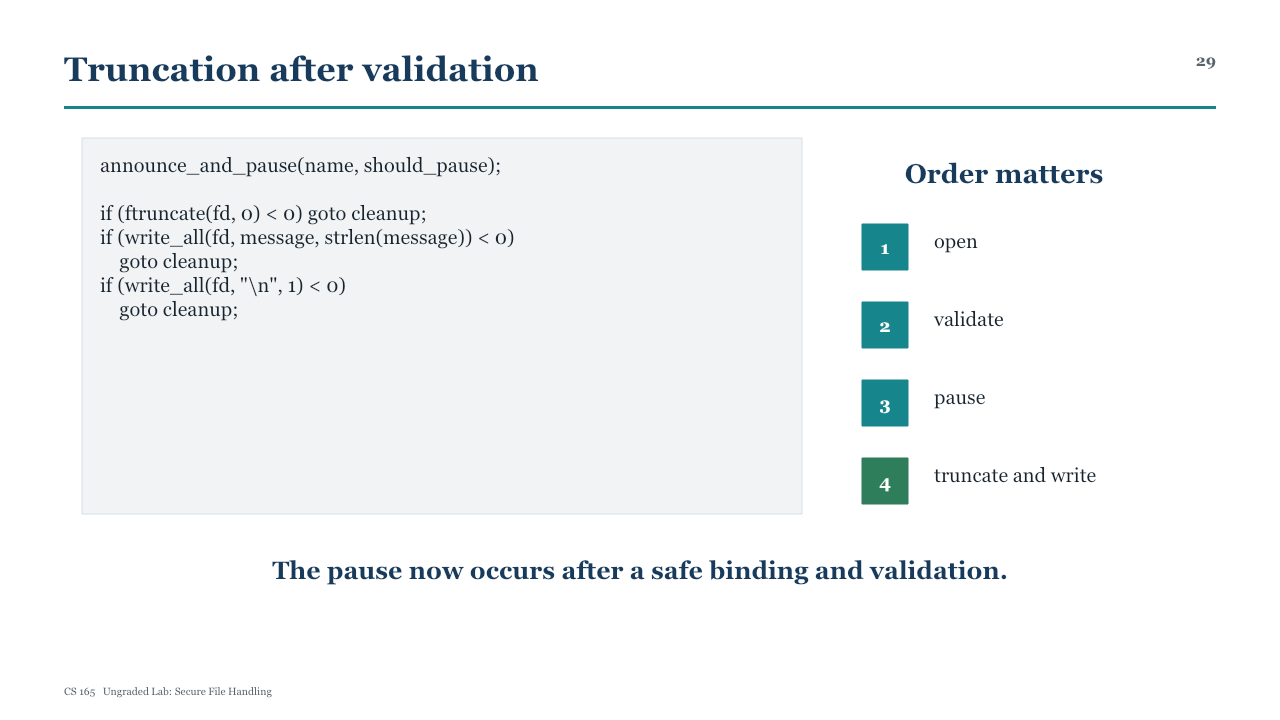 Truncation after validation
29
announce_and_pause(name, should_pause);
if (ftruncate(fd, 0) < 0) goto cleanup;
if (write_all(fd, message, strlen(message)) < 0)
    goto cleanup;
if (write_all(fd, "\n", 1) < 0)
    goto cleanup;
Order matters
1 open
2 validate
3 pause
4 truncate and write
The pause now occurs after a safe binding and validation.
CS 165 Ungraded Lab: Secure File Handling